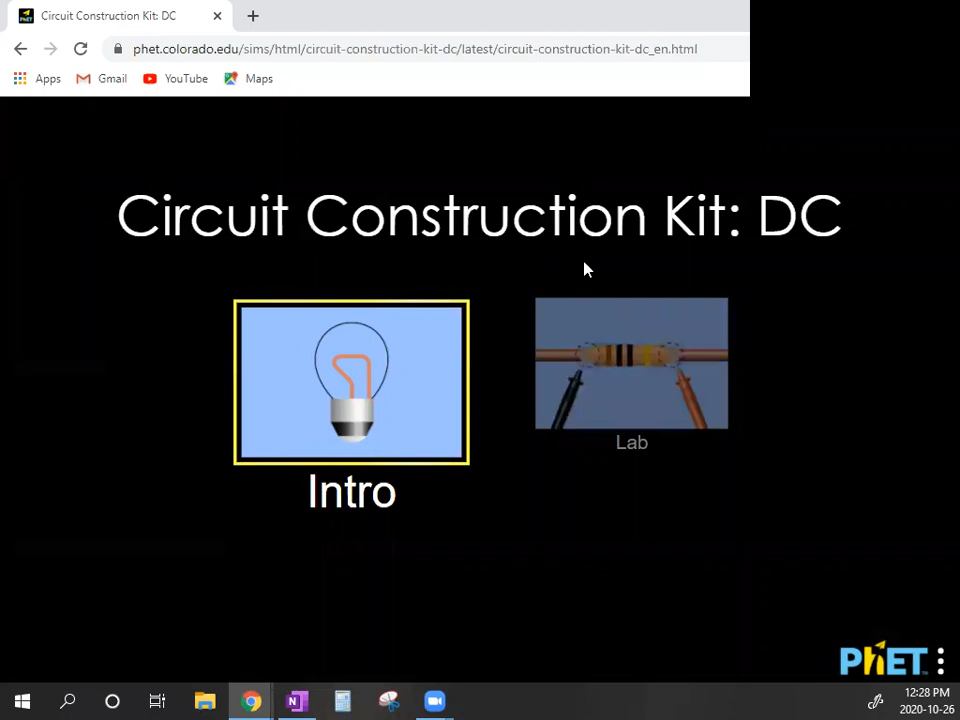 Circuit Construction Kit: DC
phet.colorado.edu/sims/html/circuit-construction-kit-dc/latest/circuit-construction-kit-dc_en.html
Apps Gmail YouTube Maps
Circuit Construction Kit: DC
Intro
Lab
PhET
12:28 PM
2020-10-26